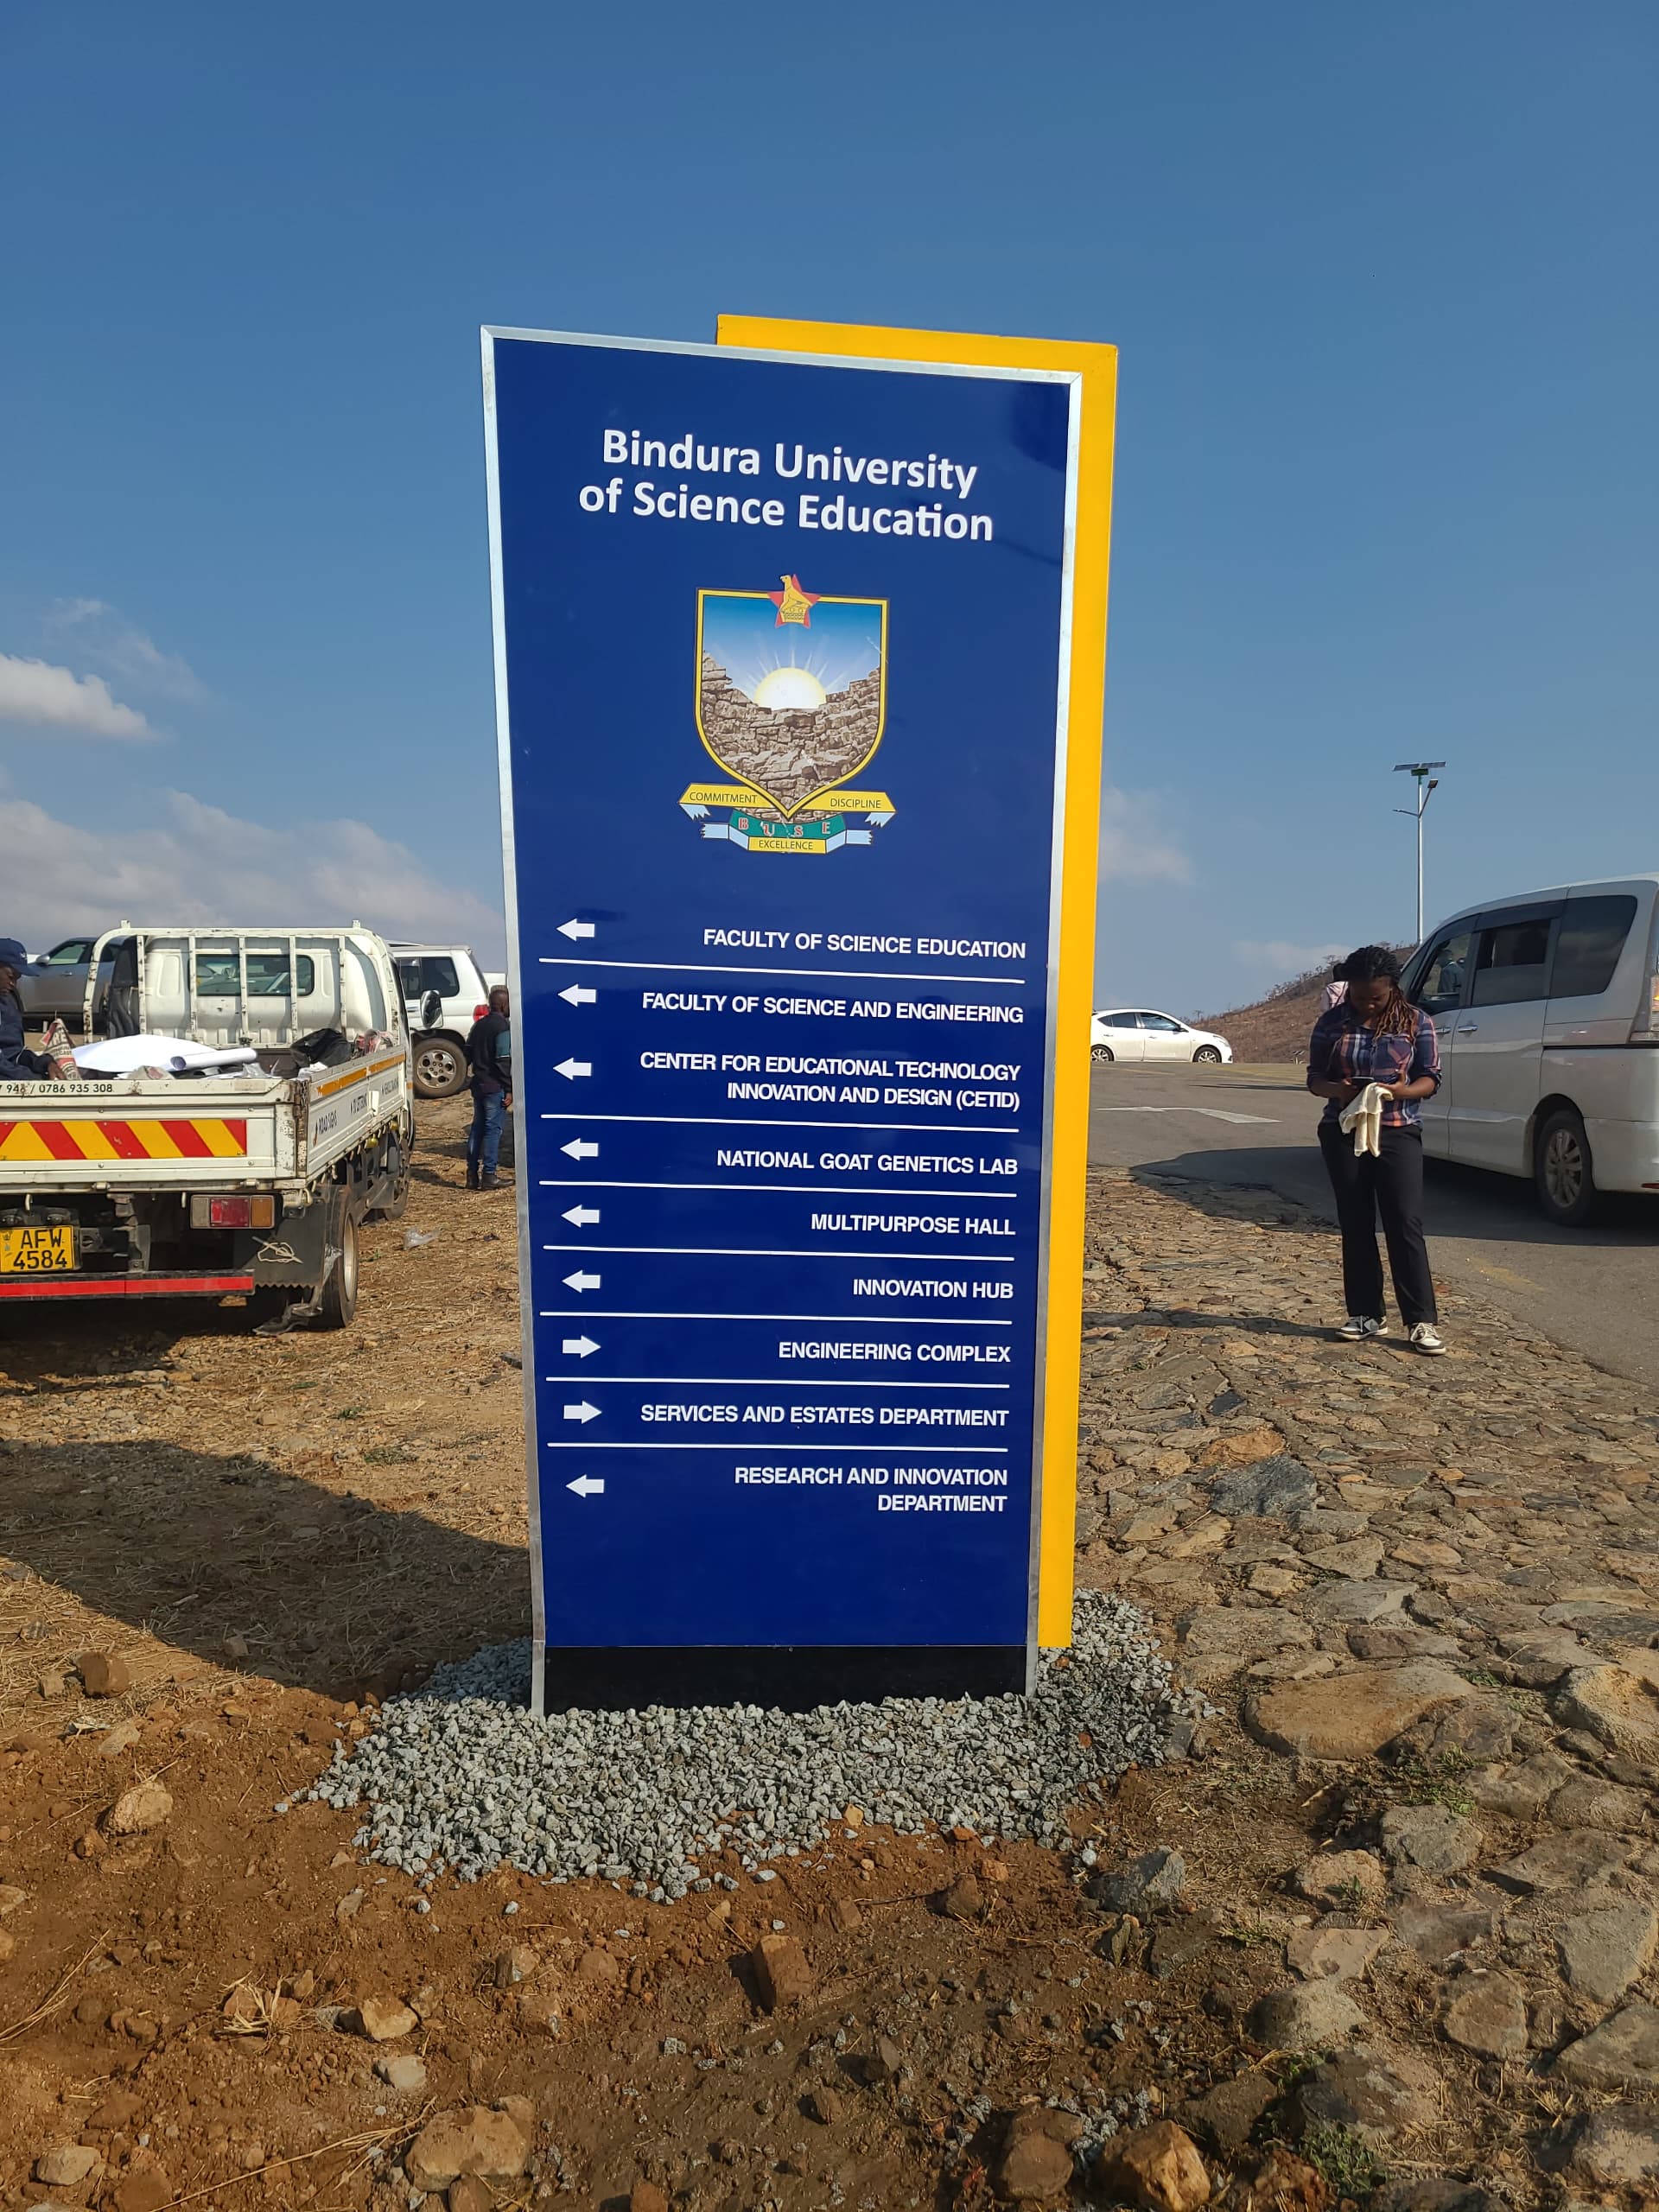 Bindura University
of Science Education
COMMITMENT
DISCIPLINE
B U S E
EXCELLENCE
FACULTY OF SCIENCE EDUCATION
FACULTY OF SCIENCE AND ENGINEERING
CENTER FOR EDUCATIONAL TECHNOLOGY
INNOVATION AND DESIGN (CETID)
NATIONAL GOAT GENETICS LAB
MULTIPURPOSE HALL
INNOVATION HUB
ENGINEERING COMPLEX
SERVICES AND ESTATES DEPARTMENT
RESEARCH AND INNOVATION
DEPARTMENT
/ 0786 935 308
AFW
4584